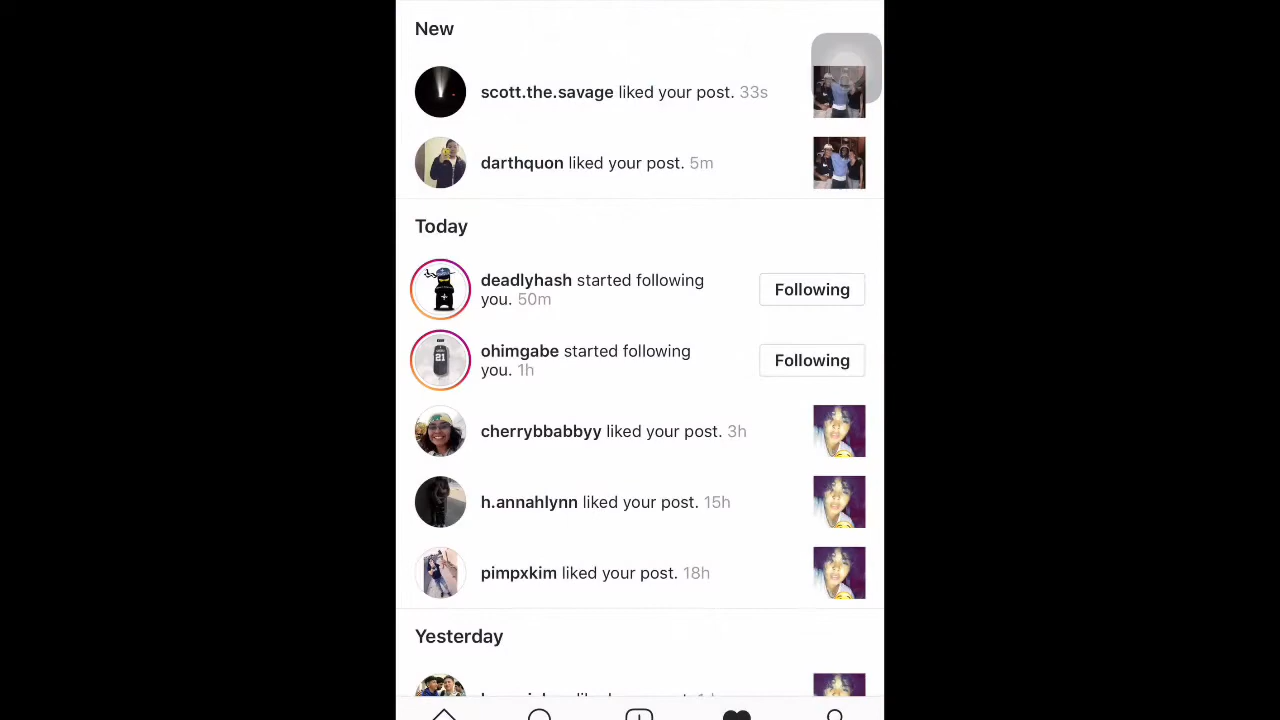 New
scott.the.savage liked your post. 33s
darthquon liked your post. 5m
Today
deadlyhash started following
you. 50m
Following
ohimgabe started following
you. 1h
Following
cherrybbabbyy liked your post. 3h
h.annahlynn liked your post. 15h
pimpxkim liked your post. 18h
Yesterday